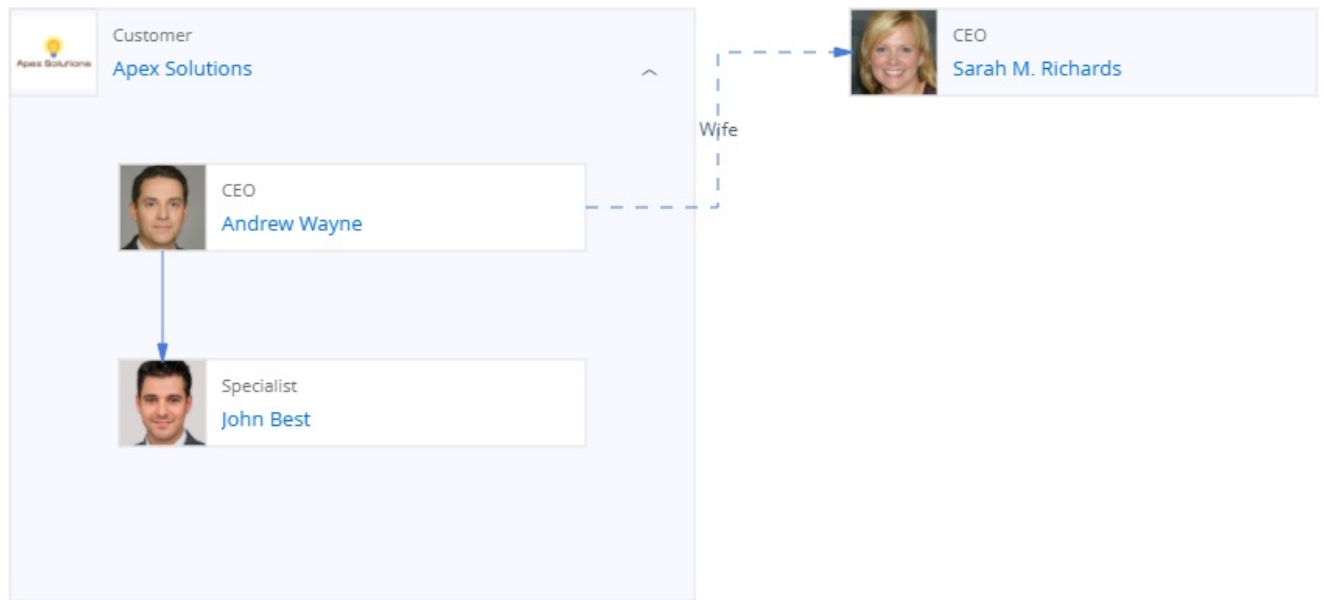 Apex Solutions
Customer
Apex Solutions
CEO
Sarah M. Richards
Wife
CEO
Andrew Wayne
Specialist
John Best